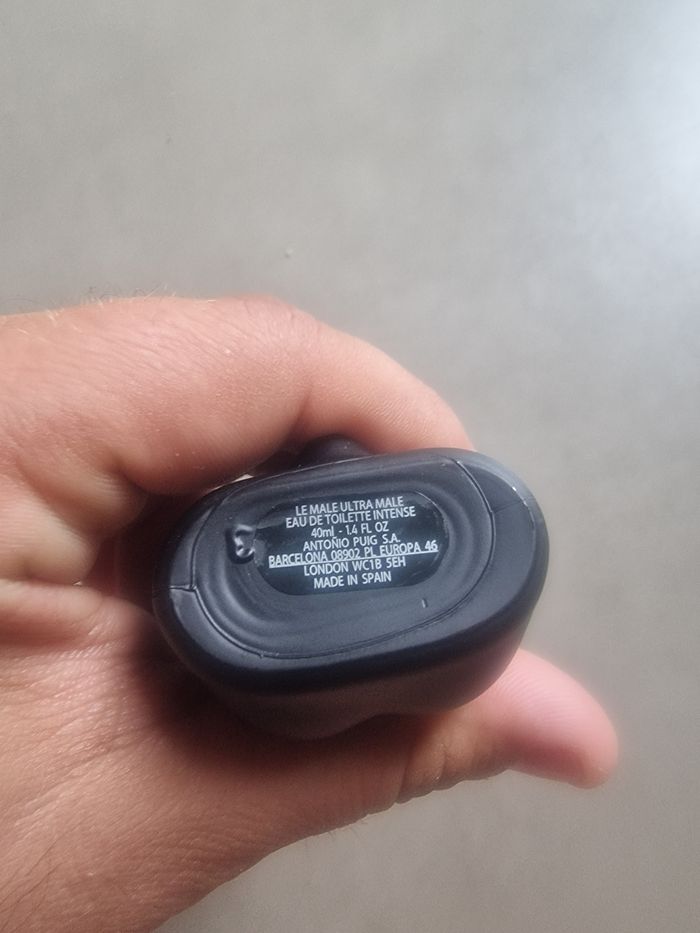 LE MALE ULTRA MALE
EAU DE TOILETTE INTENSE
40ml - 1.4 FL OZ
ANTOÑIO PUIG S.A.
BARCELONA 08902 PL EUROPA 46
LONDON WC1B 5EH
MADE IN SPAIN